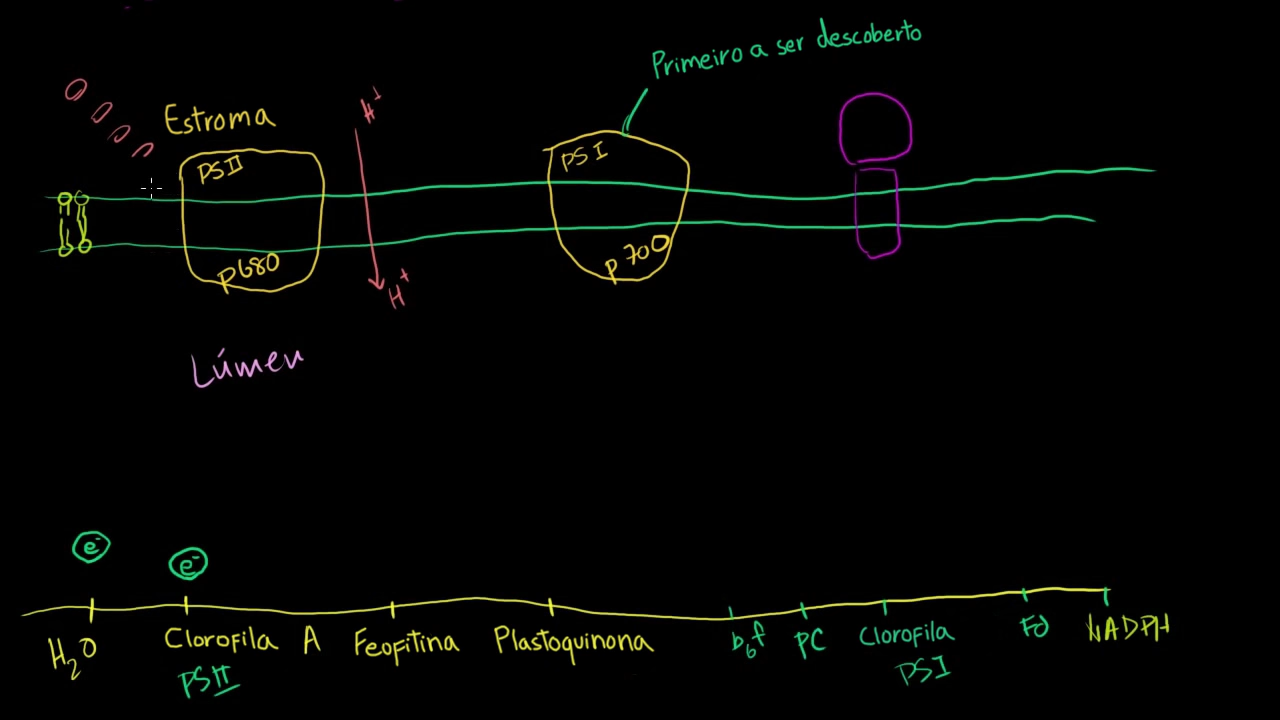 Primeiro a ser descoberto
H⁺
Estroma
PSII
PSI
P680
P700
H⁺
Lúmen
e⁻
e⁻
H₂O
Clorofila A
PSII
Feofitina
Plastoquinona
b₆f
PC
Clorofila
PSI
Fd
NADPH